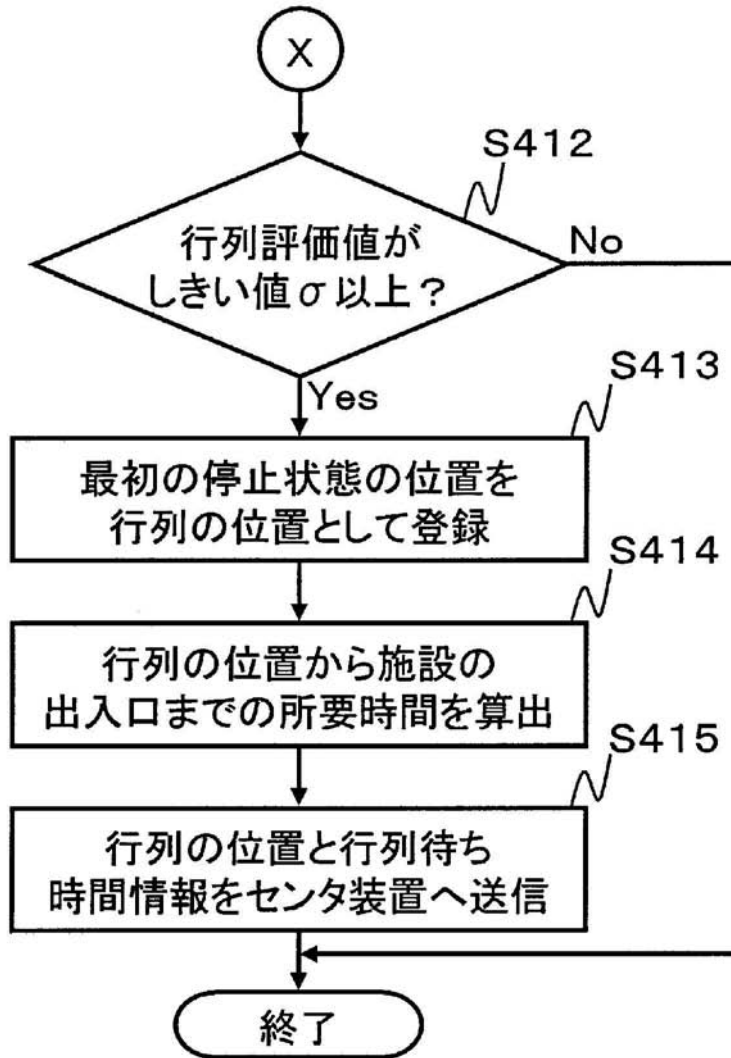 X
S412
行列評価値が
しきい値σ以上?
No
Yes
S413
最初の停止状態の位置を
行列の位置として登録
S414
行列の位置から施設の
出入口までの所要時間を算出
S415
行列の位置と行列待ち
時間情報をセンタ装置へ送信
終了